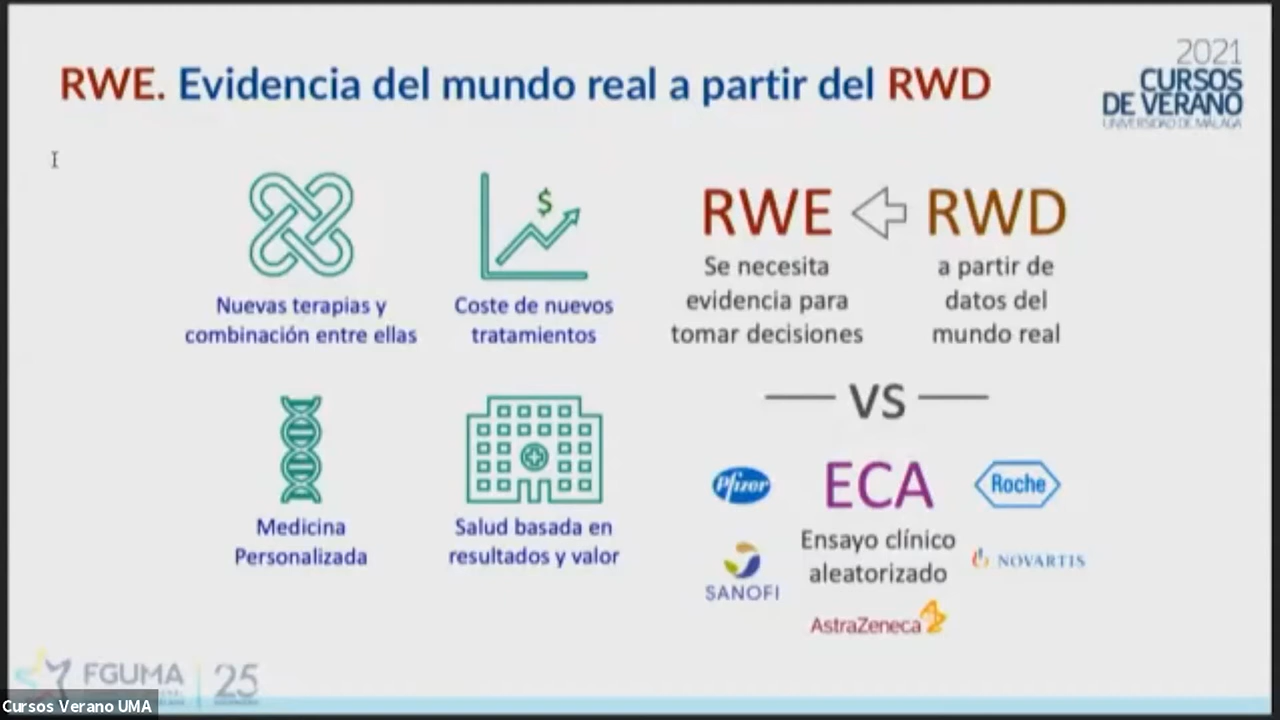 RWE. Evidencia del mundo real a partir del RWD
2021
CURSOS
DE VERANO
UNIVERSIDAD DE MÁLAGA
$
Nuevas terapias y
combinación entre ellas
Coste de nuevos
tratamientos
RWE
Se necesita
evidencia para
tomar decisiones
RWD
a partir de
datos del
mundo real
VS
Medicina
Personalizada
Salud basada en
resultados y valor
Pfizer
ECA
Roche
Ensayo clínico
aleatorizado
SANOFI
NOVARTIS
AstraZeneca
FGUMA
25
Cursos Verano UMA